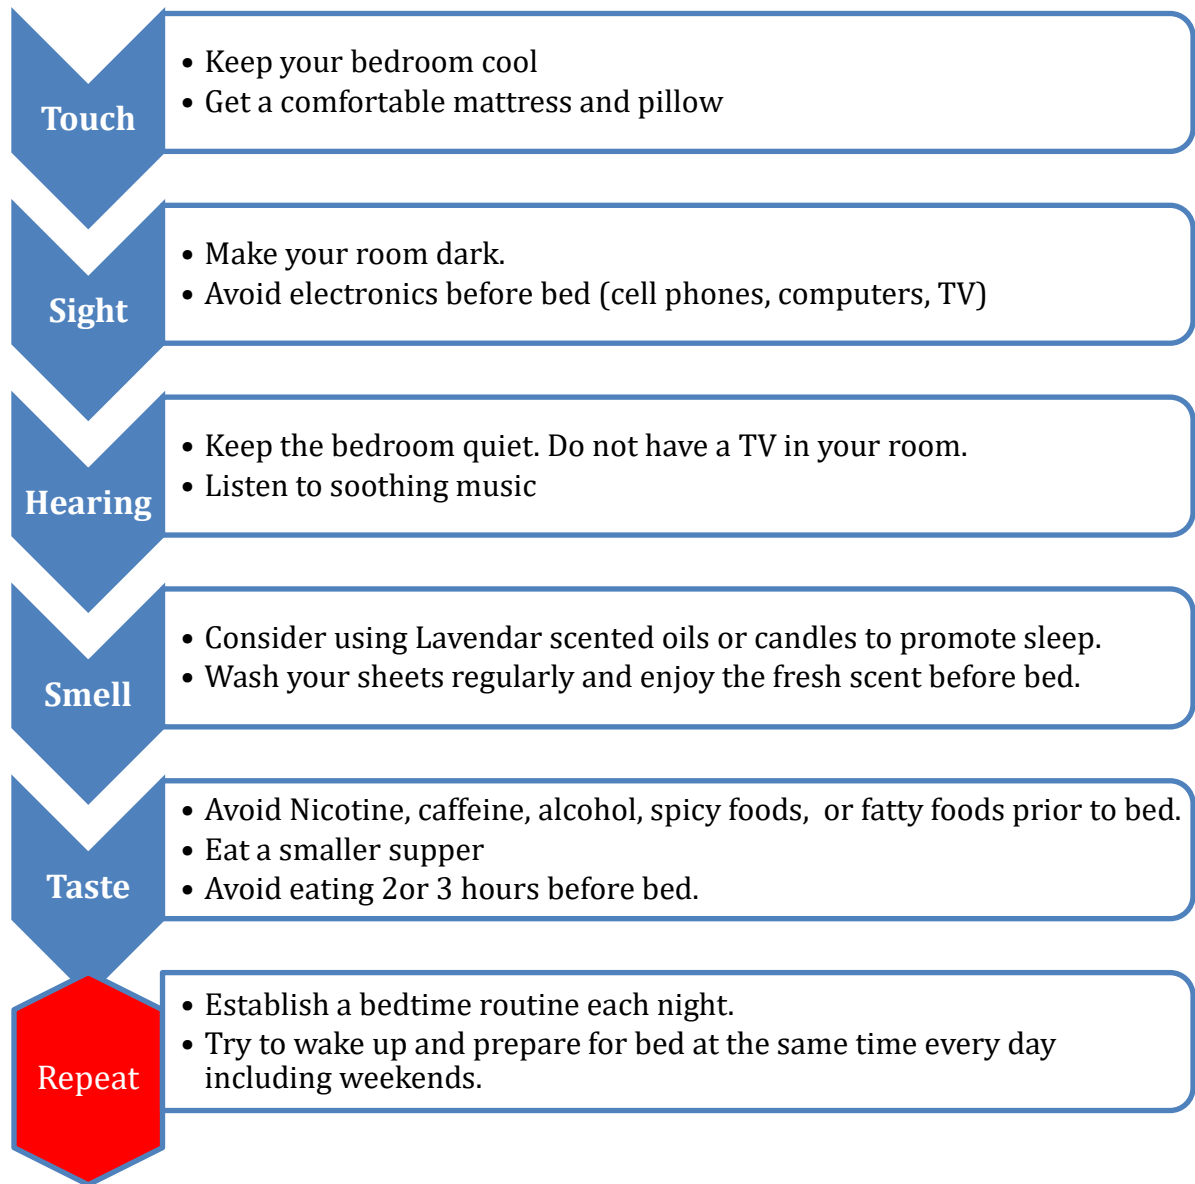 Touch
• Keep your bedroom cool
• Get a comfortable mattress and pillow
Sight
• Make your room dark.
• Avoid electronics before bed (cell phones, computers, TV)
Hearing
• Keep the bedroom quiet. Do not have a TV in your room.
• Listen to soothing music
Smell
• Consider using Lavendar scented oils or candles to promote sleep.
• Wash your sheets regularly and enjoy the fresh scent before bed.
Taste
• Avoid Nicotine, caffeine, alcohol, spicy foods,  or fatty foods prior to bed.
• Eat a smaller supper
• Avoid eating 2or 3 hours before bed.
Repeat
• Establish a bedtime routine each night.
• Try to wake up and prepare for bed at the same time every day
including weekends.